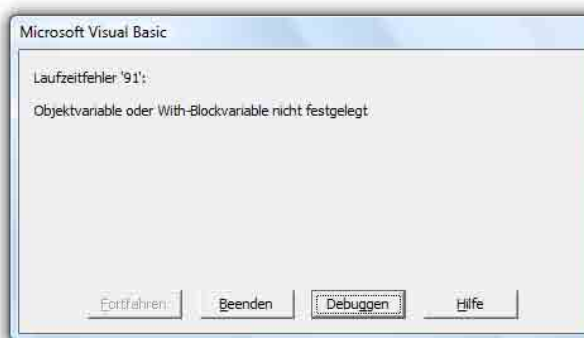 Microsoft Visual Basic
Laufzeitfehler '91':
Objektvariable oder With-Blockvariable nicht festgelegt
Fortfahren Beenden Debuggen Hilfe